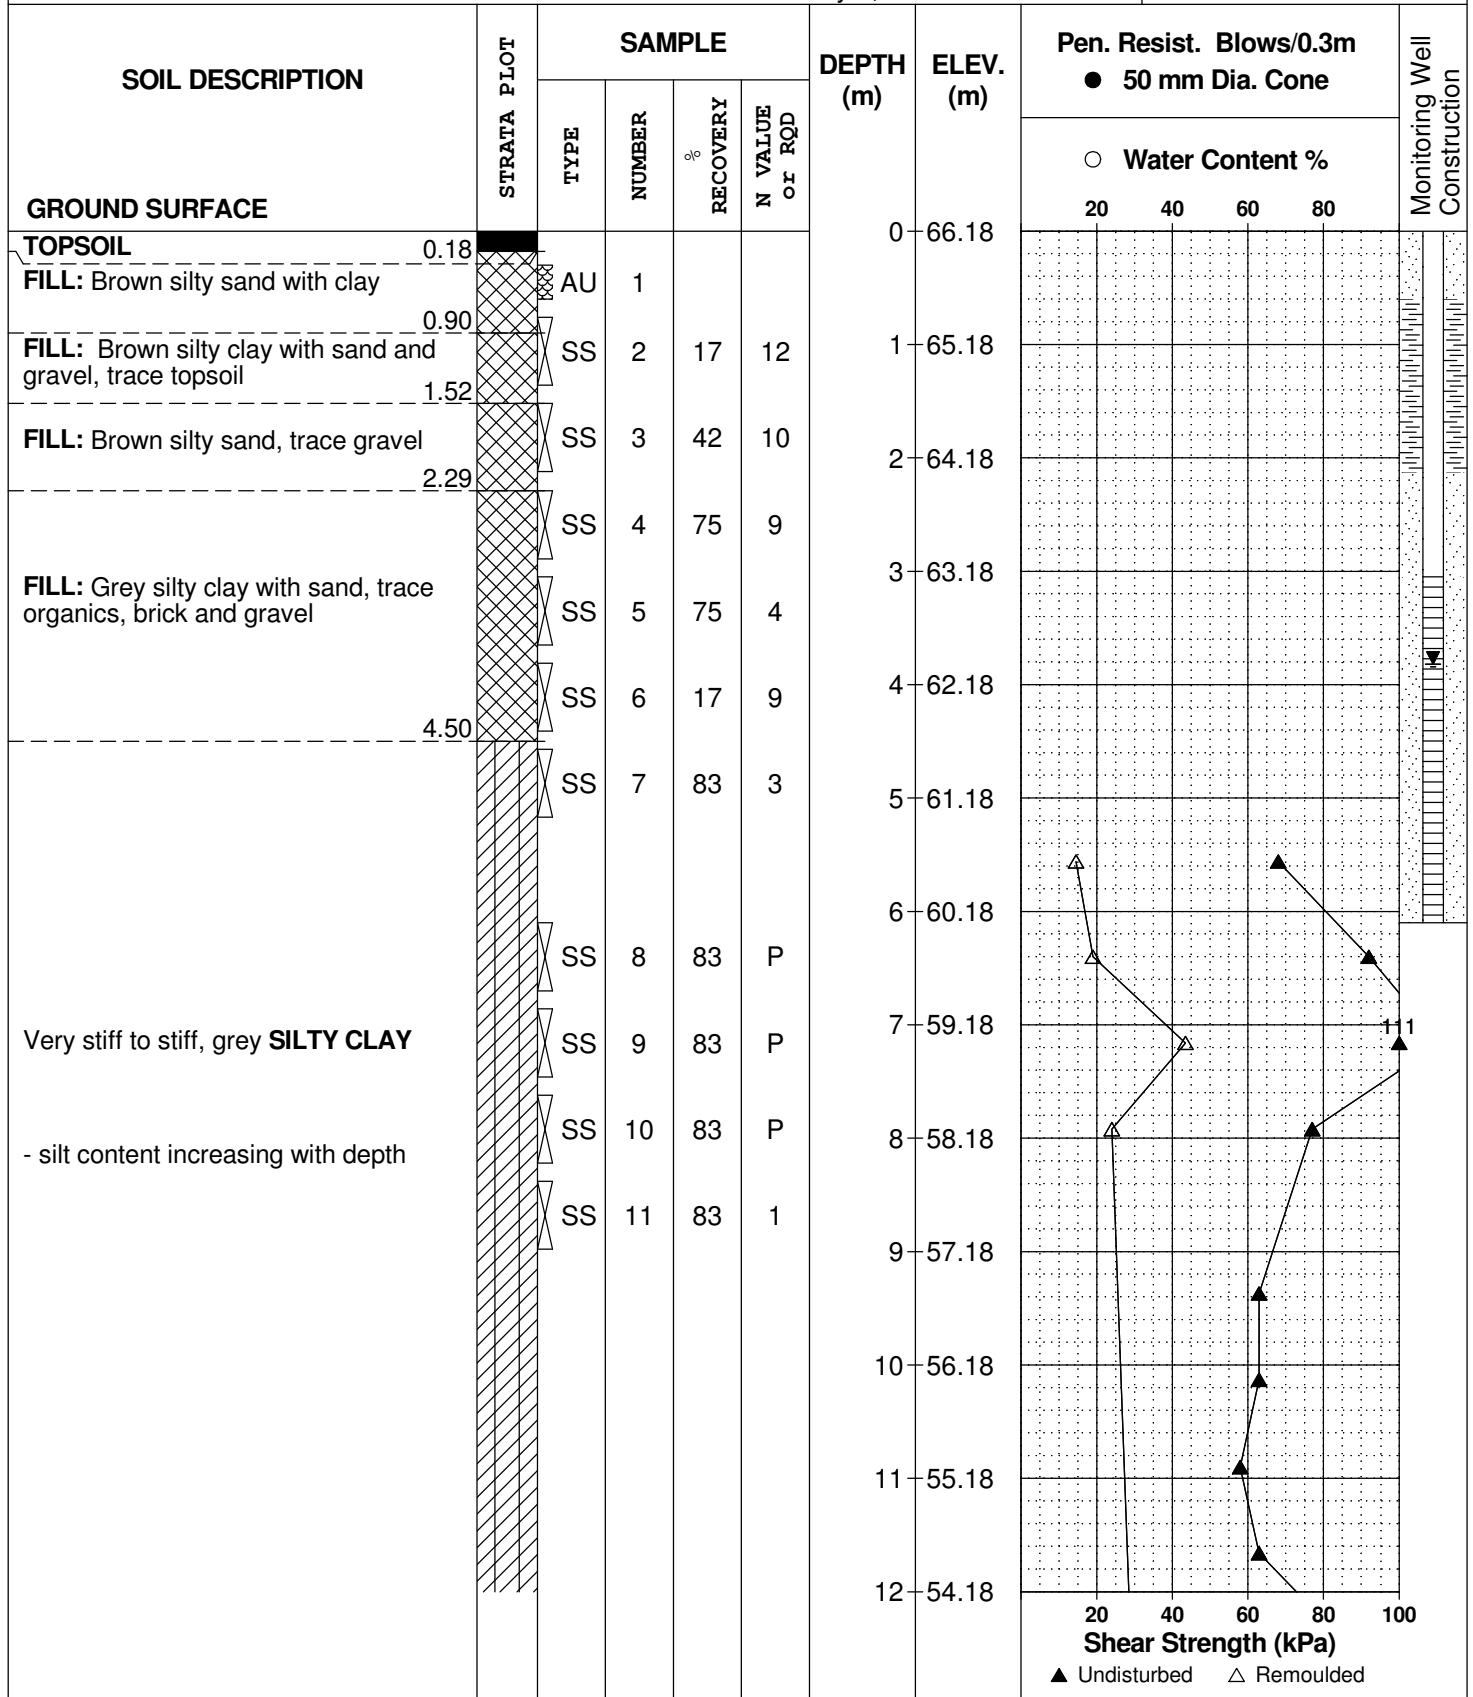 SOIL DESCRIPTION
GROUND SURFACE
STRATA PLOT
SAMPLE
TYPE
NUMBER
% RECOVERY
N VALUE or RQD
DEPTH (m)
ELEV. (m)
Pen. Resist. Blows/0.3m
● 50 mm Dia. Cone
○ Water Content %
20 40 60 80
Monitoring Well Construction
0 66.18
TOPSOIL 0.18
FILL: Brown silty sand with clay AU 1
0.90
FILL: Brown silty clay with sand and
gravel, trace topsoil
1.52
SS 2 17 12
1 65.18
FILL: Brown silty sand, trace gravel SS 3 42 10
2 64.18
2.29
SS 4 75 9
3 63.18
FILL: Grey silty clay with sand, trace
organics, brick and gravel
SS 5 75 4
4 62.18
SS 6 17 9
4.50
SS 7 83 3
5 61.18
6 60.18
SS 8 83 P
7 59.18
111
Very stiff to stiff, grey SILTY CLAY SS 9 83 P
SS 10 83 P
8 58.18
- silt content increasing with depth
SS 11 83 1
9 57.18
10 56.18
11 55.18
12 54.18
20 40 60 80 100
Shear Strength (kPa)
▲ Undisturbed △ Remoulded